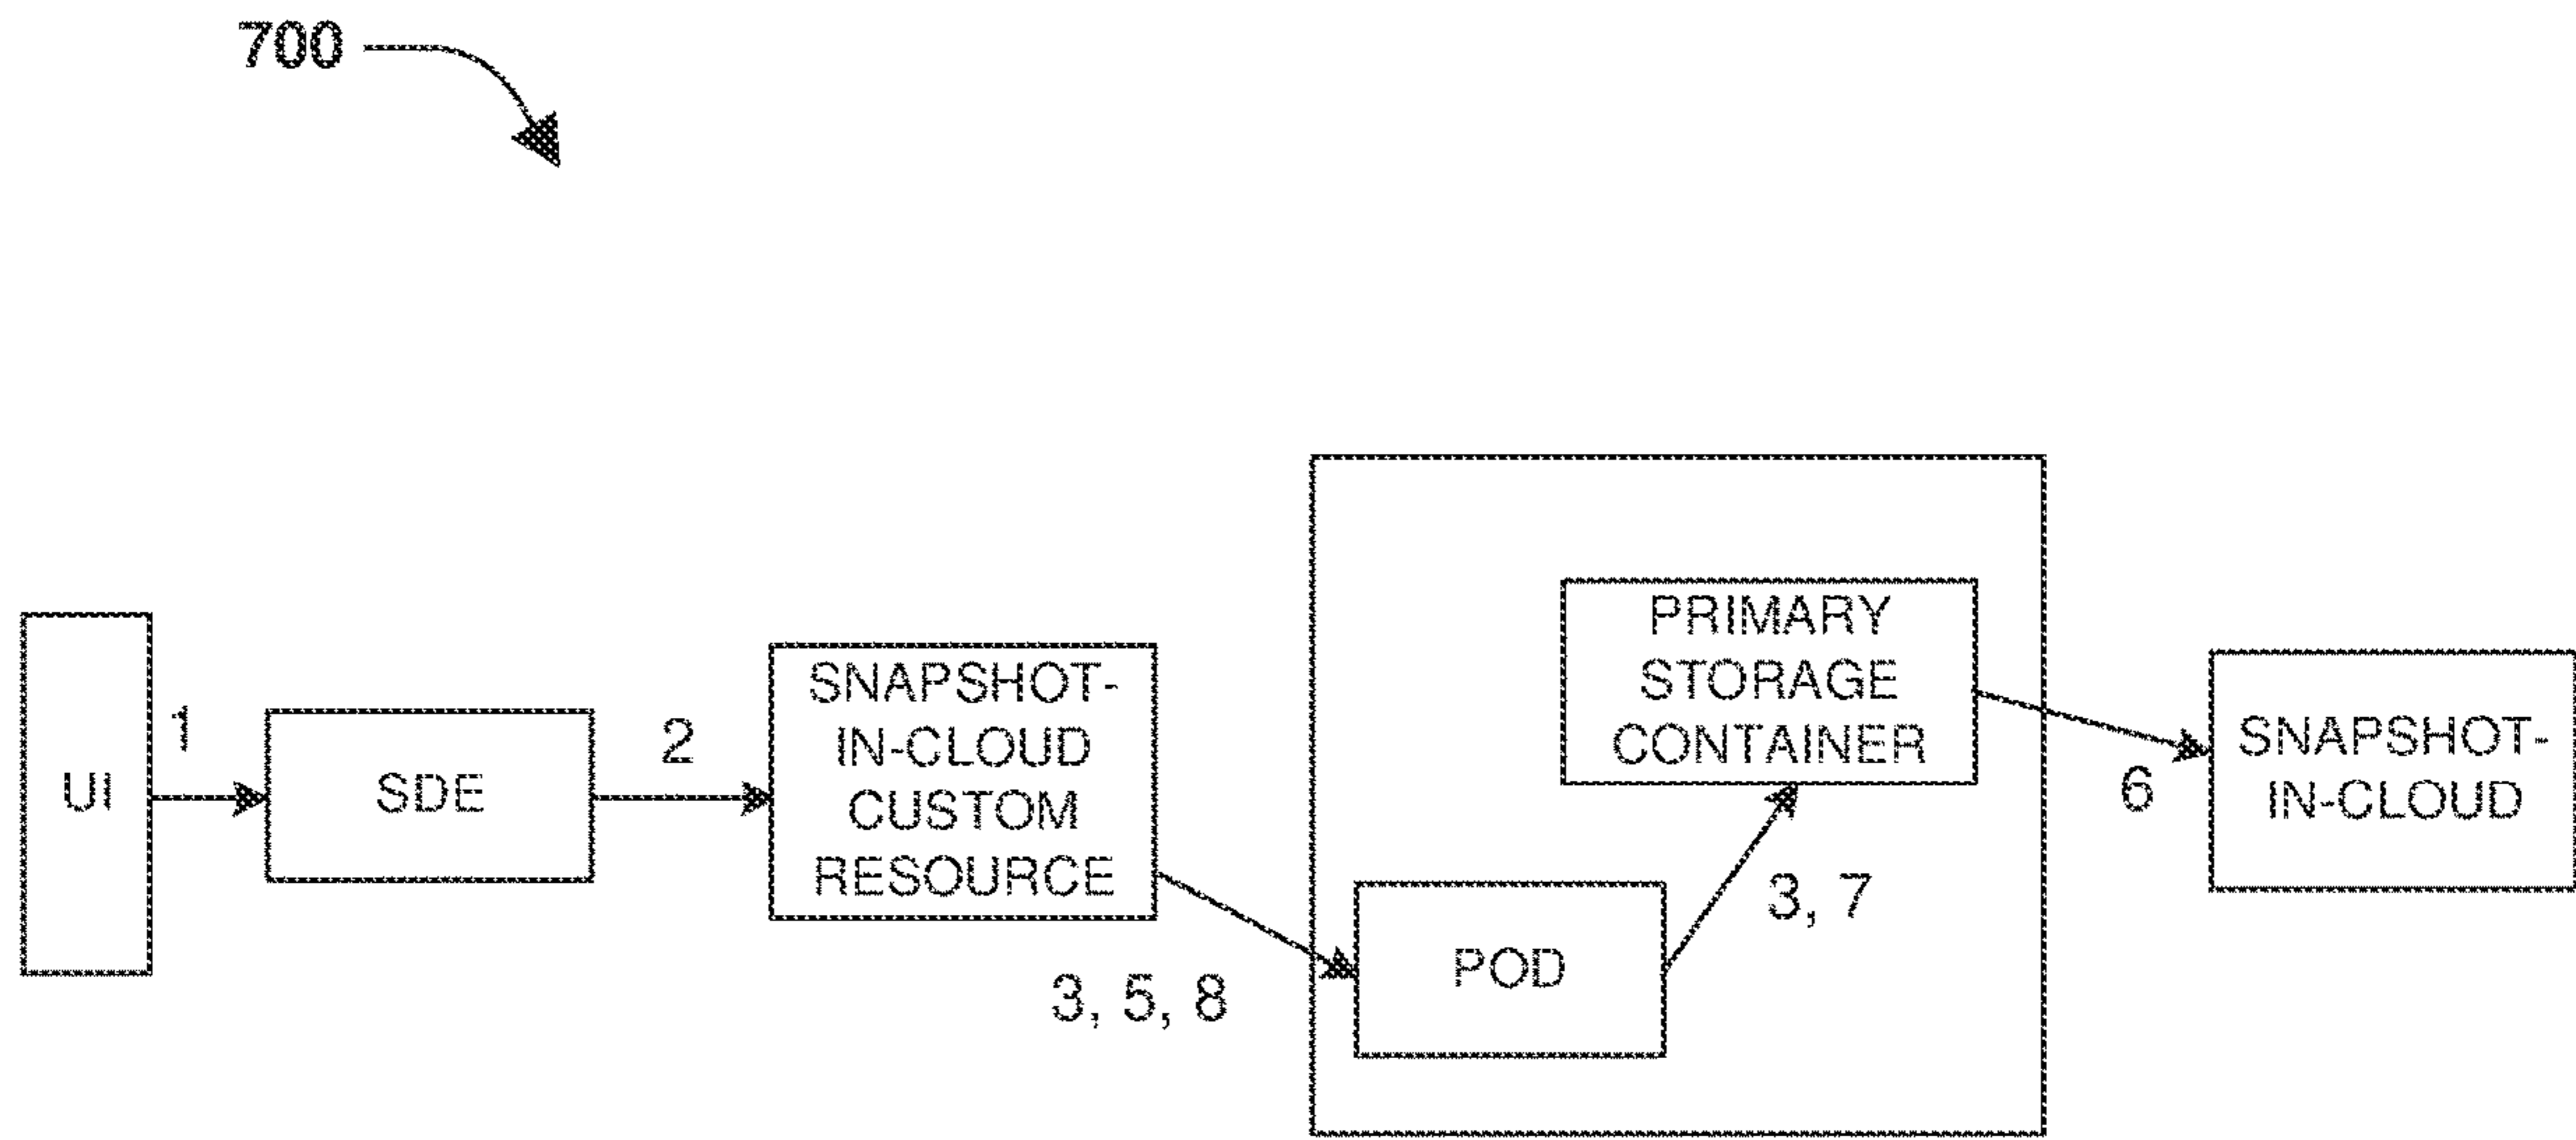 700
UI
1
SDE
2
SNAPSHOT-
IN-CLOUD
CUSTOM
RESOURCE
3, 5, 8
POD
3, 7
PRIMARY
STORAGE
CONTAINER
6
SNAPSHOT-
IN-CLOUD